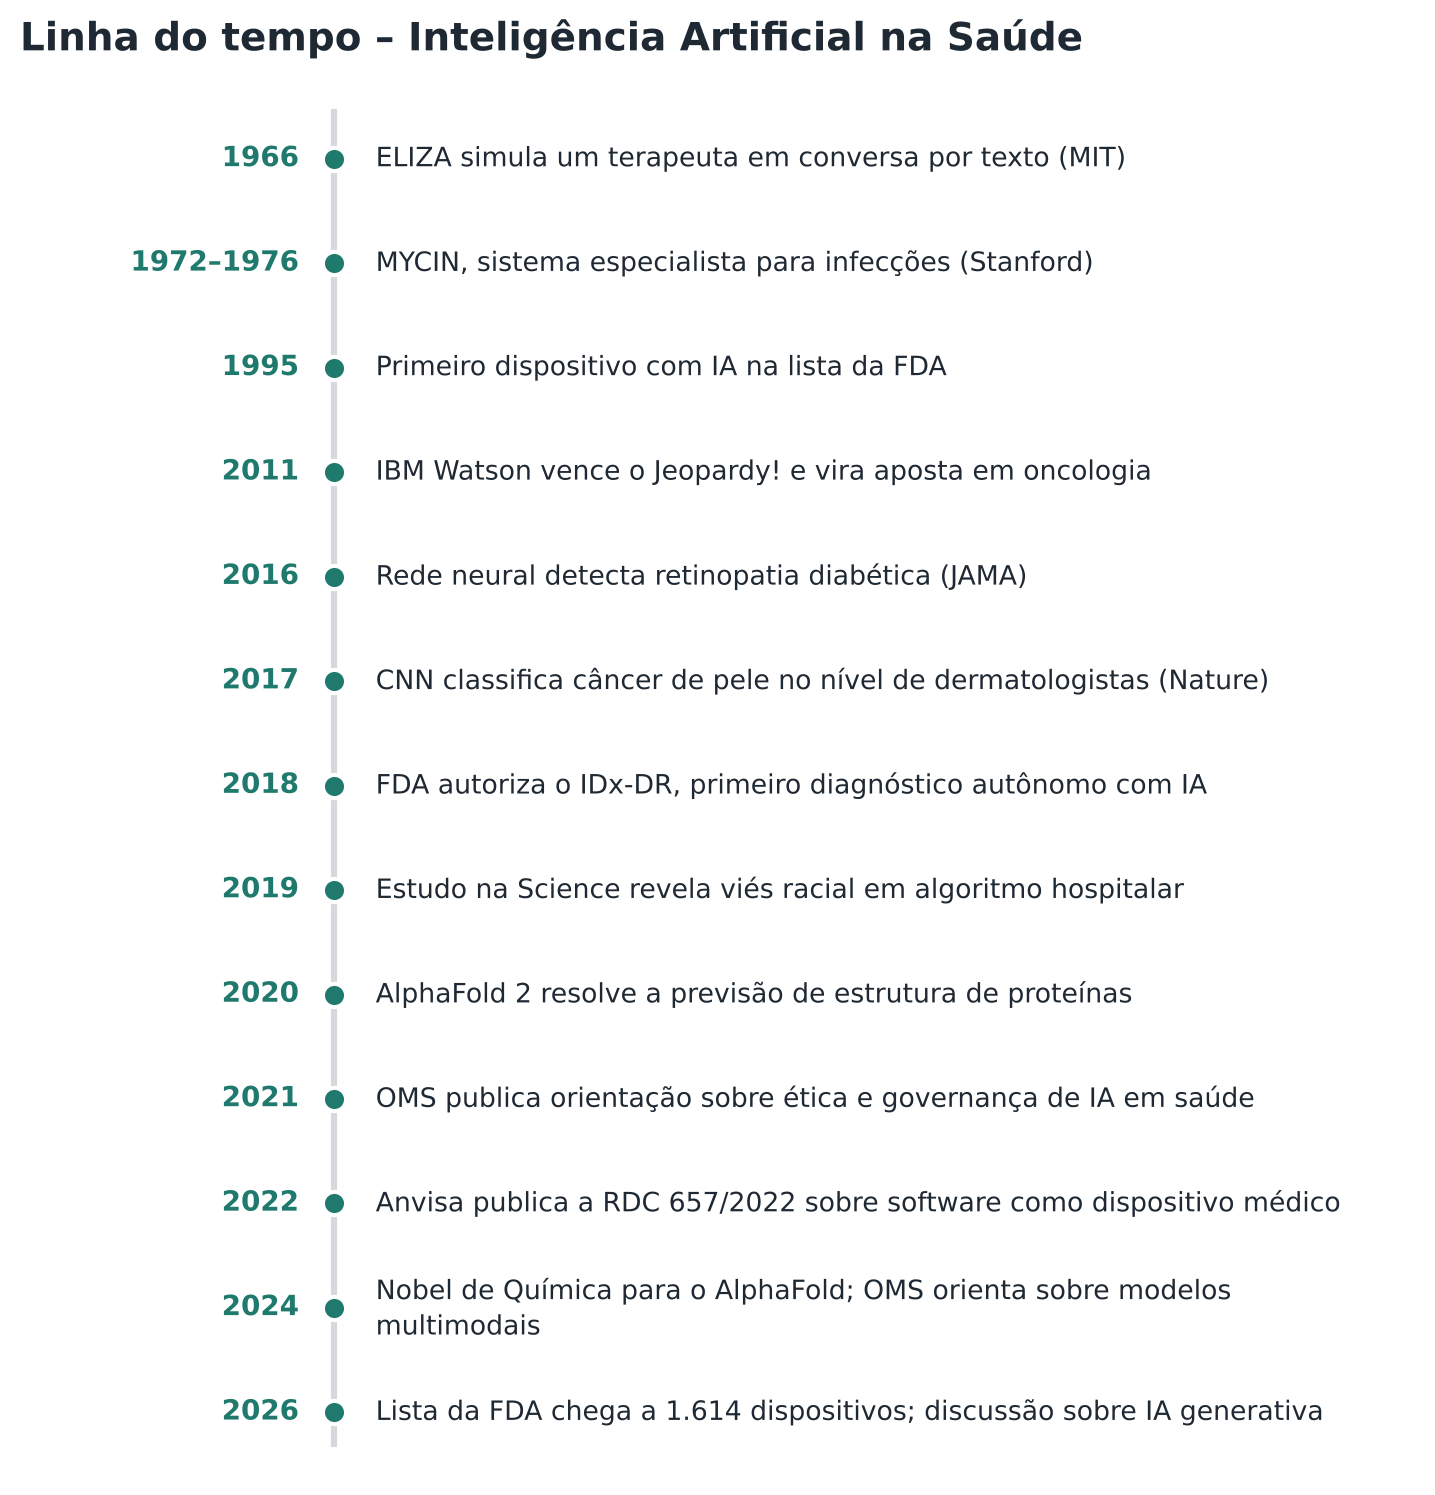 Linha do tempo – Inteligência Artificial na Saúde
1966 ELIZA simula um terapeuta em conversa por texto (MIT)
1972–1976 MYCIN, sistema especialista para infecções (Stanford)
1995 Primeiro dispositivo com IA na lista da FDA
2011 IBM Watson vence o Jeopardy! e vira aposta em oncologia
2016 Rede neural detecta retinopatia diabética (JAMA)
2017 CNN classifica câncer de pele no nível de dermatologistas (Nature)
2018 FDA autoriza o IDx-DR, primeiro diagnóstico autônomo com IA
2019 Estudo na Science revela viés racial em algoritmo hospitalar
2020 AlphaFold 2 resolve a previsão de estrutura de proteínas
2021 OMS publica orientação sobre ética e governança de IA em saúde
2022 Anvisa publica a RDC 657/2022 sobre software como dispositivo médico
2024 Nobel de Química para o AlphaFold; OMS orienta sobre modelos
multimodais
2026 Lista da FDA chega a 1.614 dispositivos; discussão sobre IA generativa